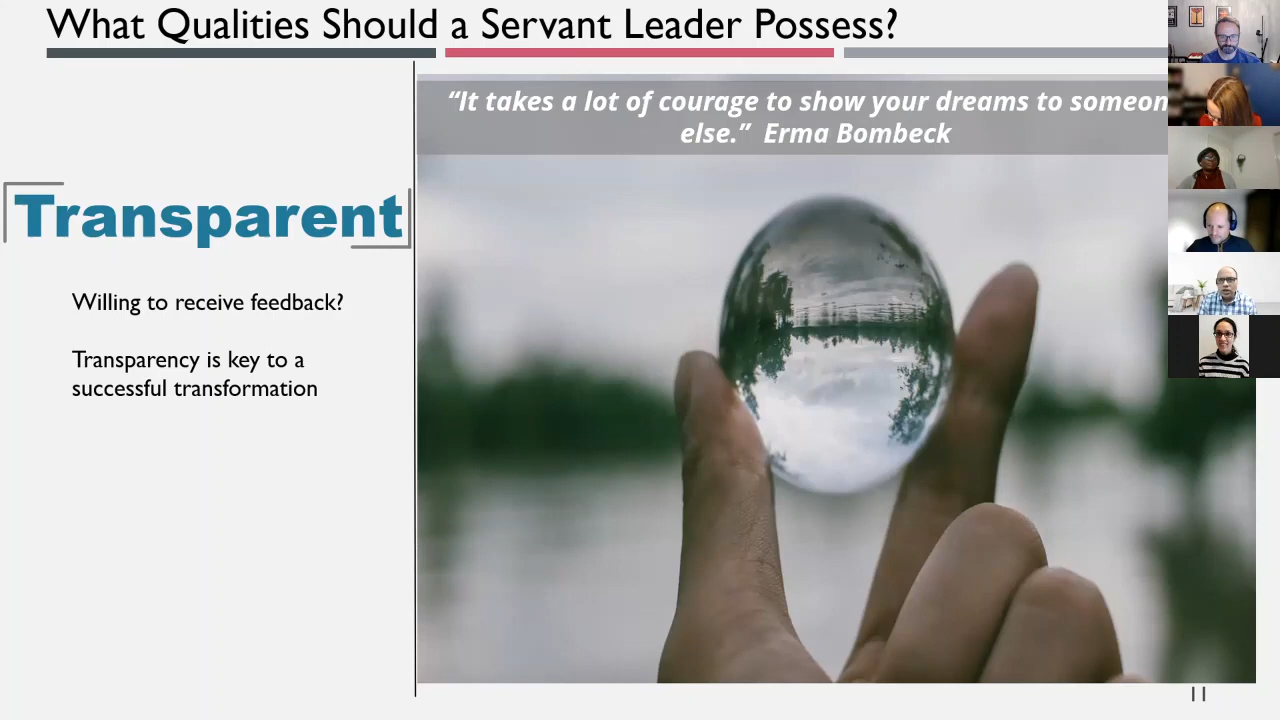 What Qualities Should a Servant Leader Possess?
“It takes a lot of courage to show your dreams to someon
else.” Erma Bombeck
Transparent
Willing to receive feedback?
Transparency is key to a
successful transformation
11